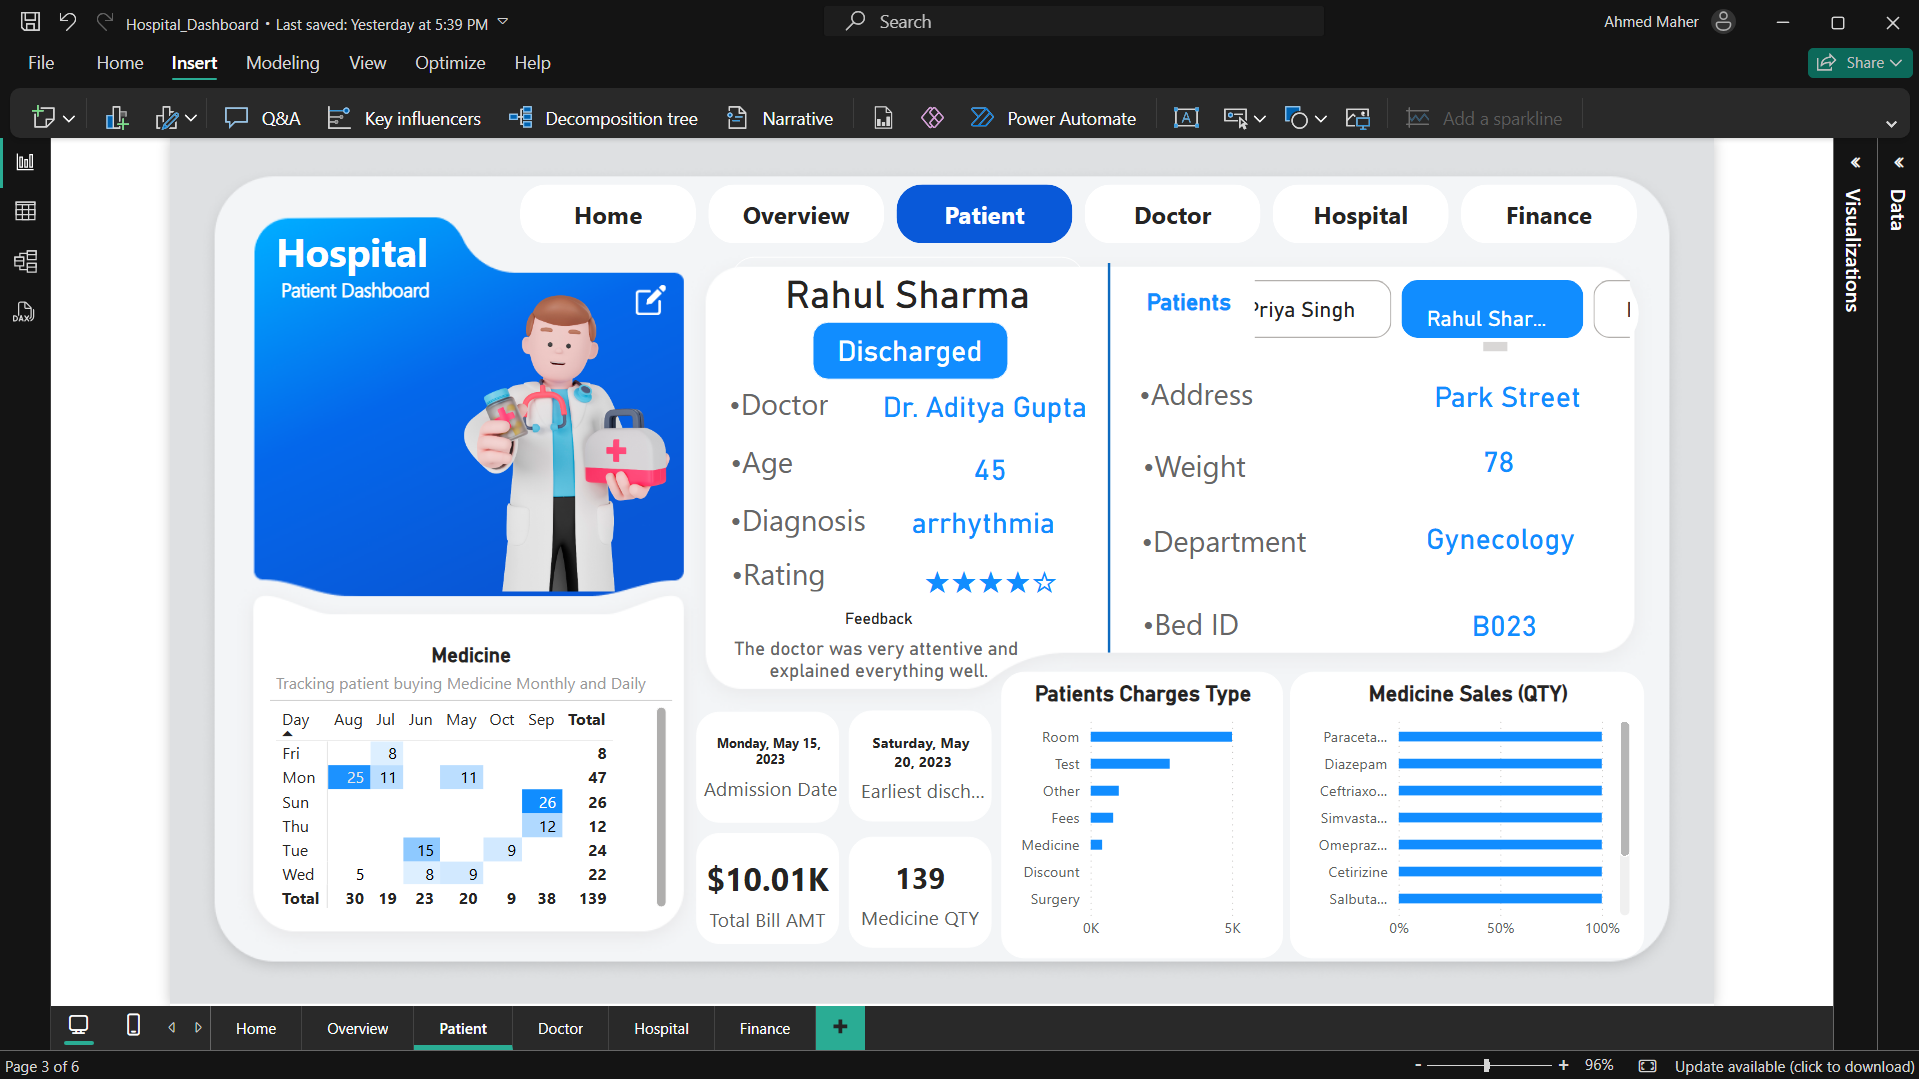 Hospital_Dashboard • Last saved: Yesterday at 5:39 PM
Search
Ahmed Maher
File Home Insert Modeling View Optimize Help
Share
Q&A Key influencers Decomposition tree Narrative Power Automate Add a sparkline
Home Overview Patient Doctor Hospital Finance
Hospital
Patient Dashboard
Rahul Sharma
Discharged
•Doctor Dr. Aditya Gupta
•Age 45
•Diagnosis arrhythmia
•Rating ★★★★☆
Feedback
The doctor was very attentive and
explained everything well.
Patients Priya Singh Rahul Shar...
•Address Park Street
•Weight 78
•Department Gynecology
•Bed ID B023
Medicine
Tracking patient buying Medicine Monthly and Daily
Day Aug Jul Jun May Oct Sep Total
Fri 8 8
Mon 25 11 11 47
Sun 26 26
Thu 12 12
Tue 15 9 24
Wed 5 8 9 22
Total 30 19 23 20 9 38 139
Monday, May 15,
2023
Admission Date
Saturday, May
20, 2023
Earliest disch...
$10.01K
Total Bill AMT
139
Medicine QTY
Patients Charges Type
Room
Test
Other
Fees
Medicine
Discount
Surgery
0K 5K
Medicine Sales (QTY)
Paraceta...
Diazepam
Ceftriaxo...
Simvasta...
Omepraz...
Cetirizine
Salbuta...
0% 50% 100%
Visualizations
Data
DAX
Home Overview Patient Doctor Hospital Finance
Page 3 of 6
96%
Update available (click to download)